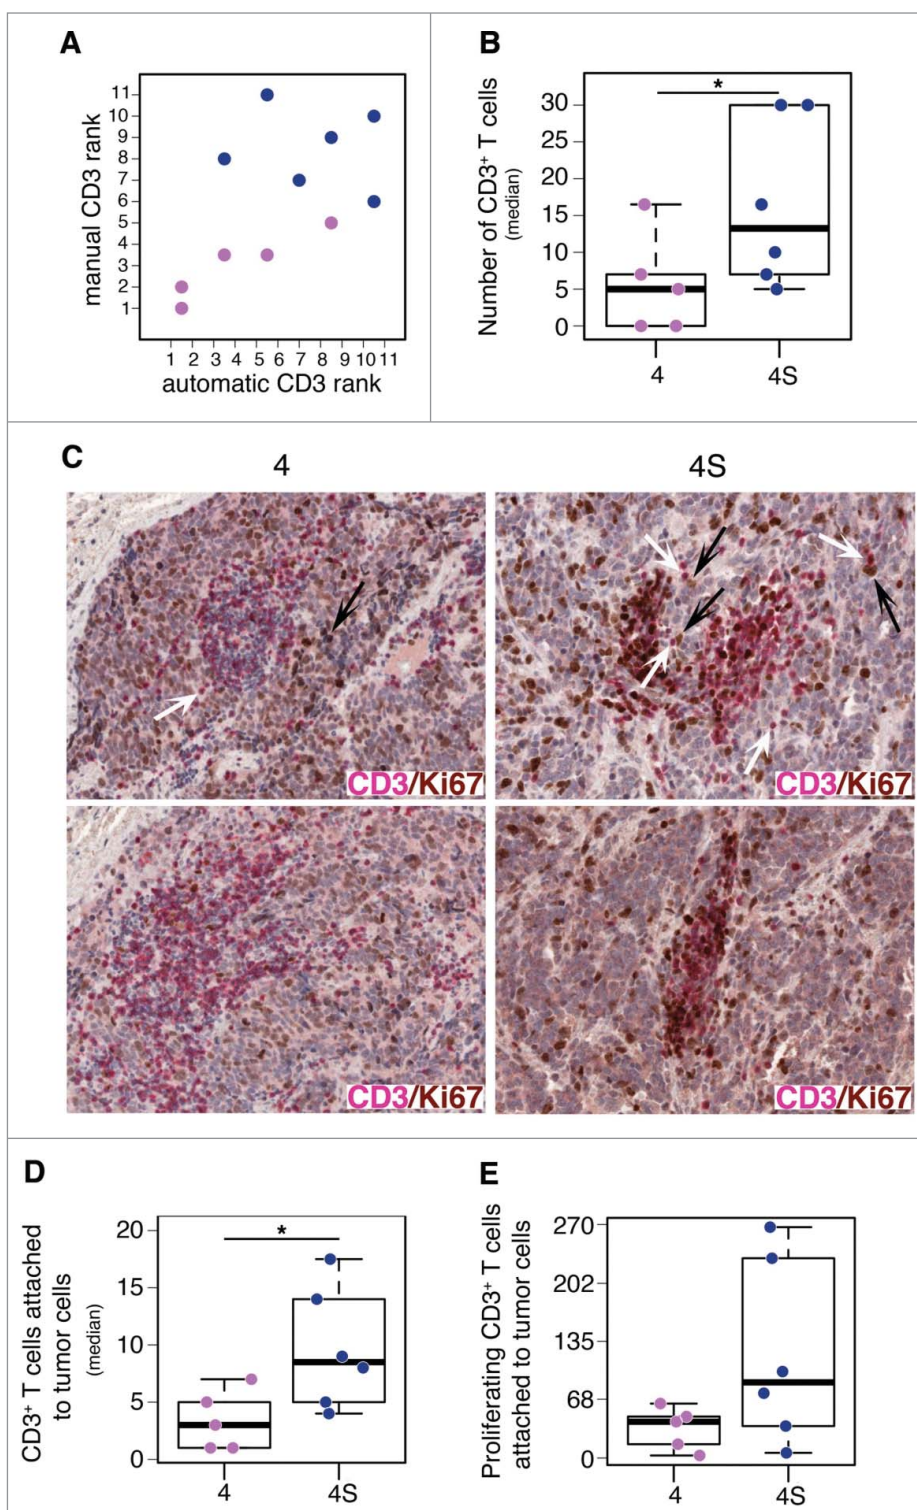 A
manual CD3 rank
11
10
9
8
7
6
5
4
3
2
1
1 2 3 4 5 6 7 8 9 10 11
automatic CD3 rank
B
Number of CD3⁺ T cells
(median)
*
30
25
20
15
10
5
0
4 4S
C
4 4S
CD3/Ki67 CD3/Ki67
CD3/Ki67 CD3/Ki67
D
CD3⁺ T cells attached
to tumor cells
(median)
*
20
15
10
5
0
4 4S
E
Proliferating CD3⁺ T cells
attached to tumor cells
270
202
135
68
0
4 4S